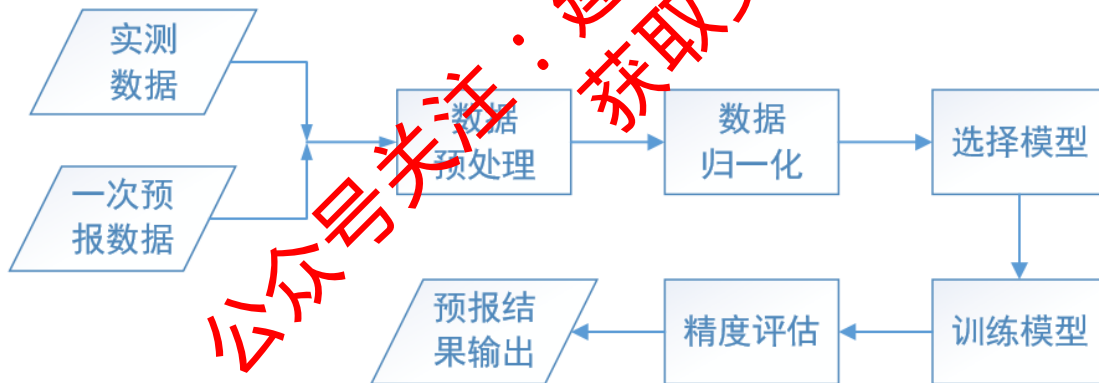 实测
数据
一次预
报数据
数据
预处理
数据
归一化
选择模型
训练模型
精度评估
预报结
果输出
公众号关注：
获取